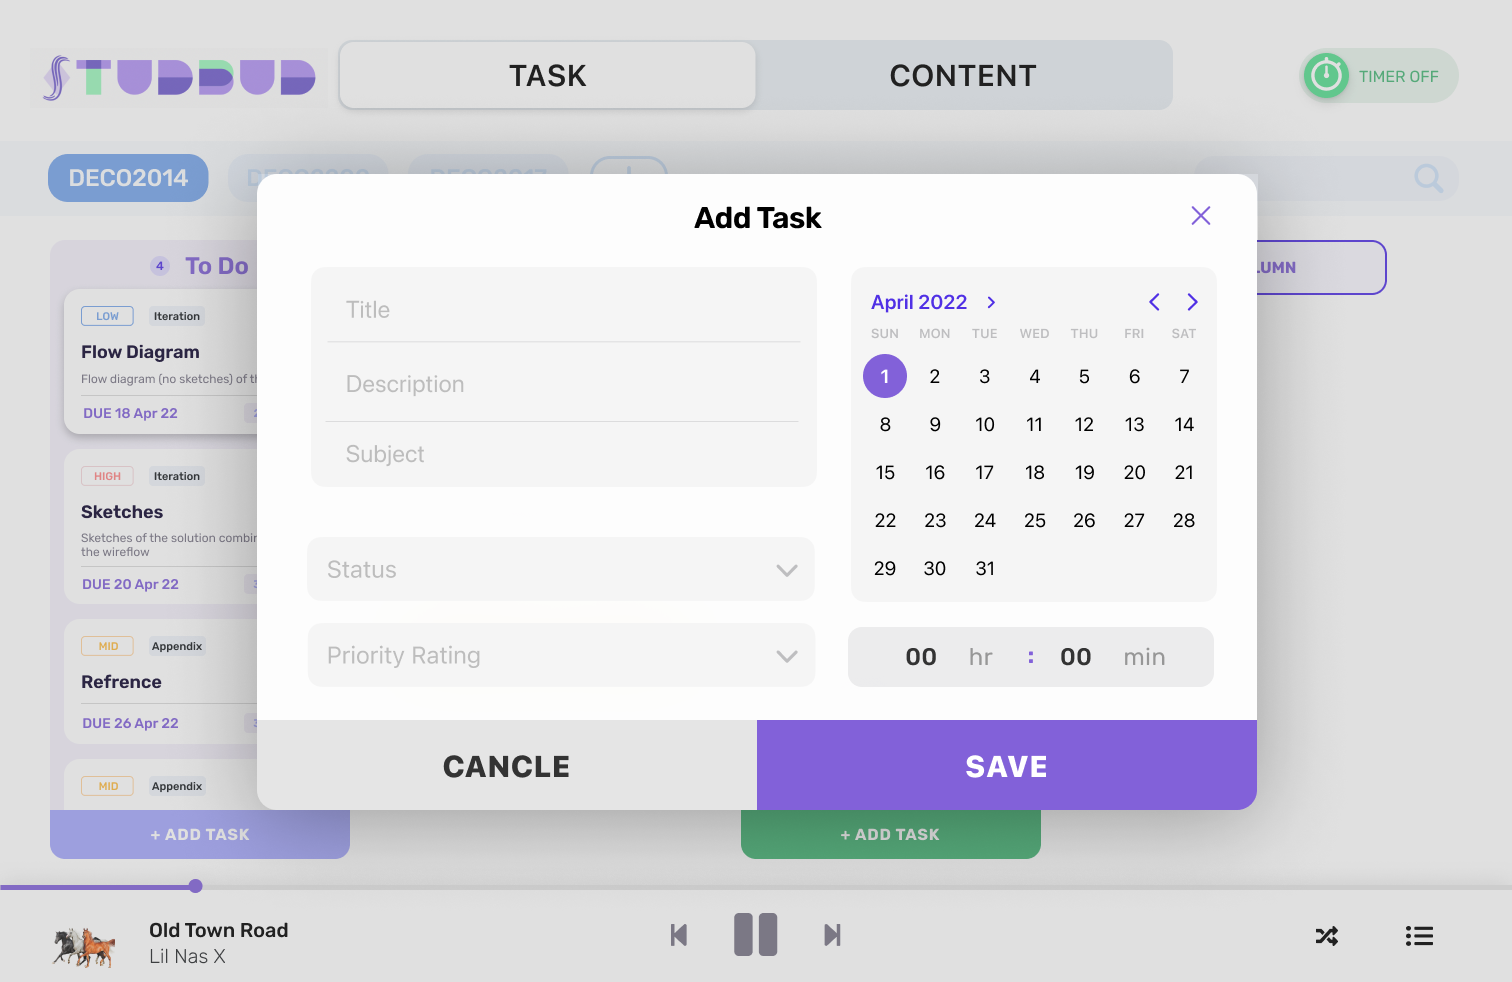 STUDBUD
TASK
CONTENT
TIMER OFF
DECO2014
Add Task
4
To Do
LUMN
LOW
Iteration
Flow Diagram
Flow diagram (no sketches) of
DUE 18 Apr 22
HIGH
Iteration
Sketches
Sketches of the solution
the wireflow
DUE 20 Apr 22
MID
Appendix
Refrence
DUE 26 Apr 22
MID
Appendix
+ ADD TASK
Title
Description
Subject
Status
Priority Rating
April 2022
SUN MON TUE WED THU FRI SAT
1 2 3 4 5 6 7
8 9 10 11 12 13 14
15 16 17 18 19 20 21
22 23 24 25 26 27 28
29 30 31
00 hr : 00 min
CANCLE
SAVE
+ ADD TASK
Old Town Road
Lil Nas X